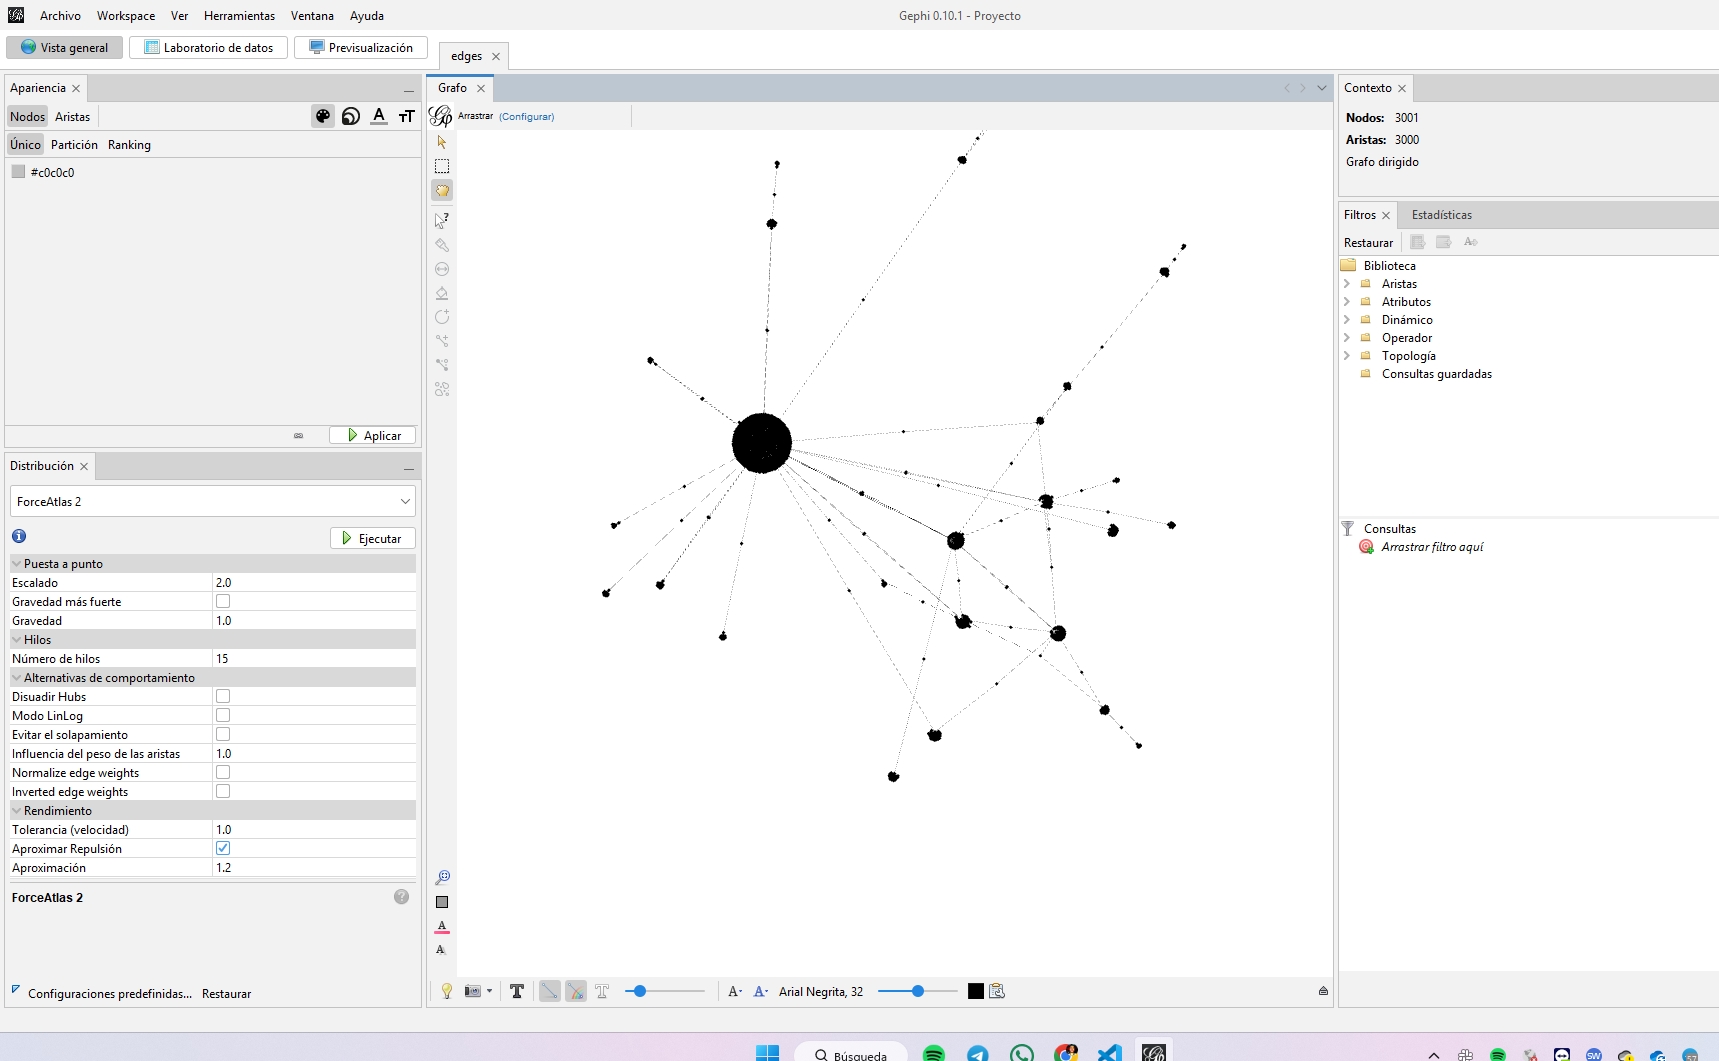 Archivo Workspace Ver Herramientas Ventana Ayuda
Gephi 0.10.1 - Proyecto
Vista general Laboratorio de datos Previsualización
edges
Apariencia
Nodos Aristas
A TT
Único Partición Ranking
#c0c0c0
Aplicar
Distribución
ForceAtlas 2
Ejecutar
Puesta a punto
Escalado 2.0
Gravedad más fuerte
Gravedad 1.0
Hilos
Número de hilos 15
Alternativas de comportamiento
Disuadir Hubs
Modo LinLog
Evitar el solapamiento
Influencia del peso de las aristas 1.0
Normalize edge weights
Inverted edge weights
Rendimiento
Tolerancia (velocidad) 1.0
Aproximar Repulsión
Aproximación 1.2
ForceAtlas 2
?
Configuraciones predefinidas... Restaurar
Grafo
Arrastrar (Configurar)
A
A
T T A A Arial Negrita, 32
Contexto
Nodos: 3001
Aristas: 3000
Grafo dirigido
Filtros Estadísticas
Restaurar
Biblioteca
Aristas
Atributos
Dinámico
Operador
Topología
Consultas guardadas
Consultas
Arrastrar filtro aquí
Búsqueda
SW
57